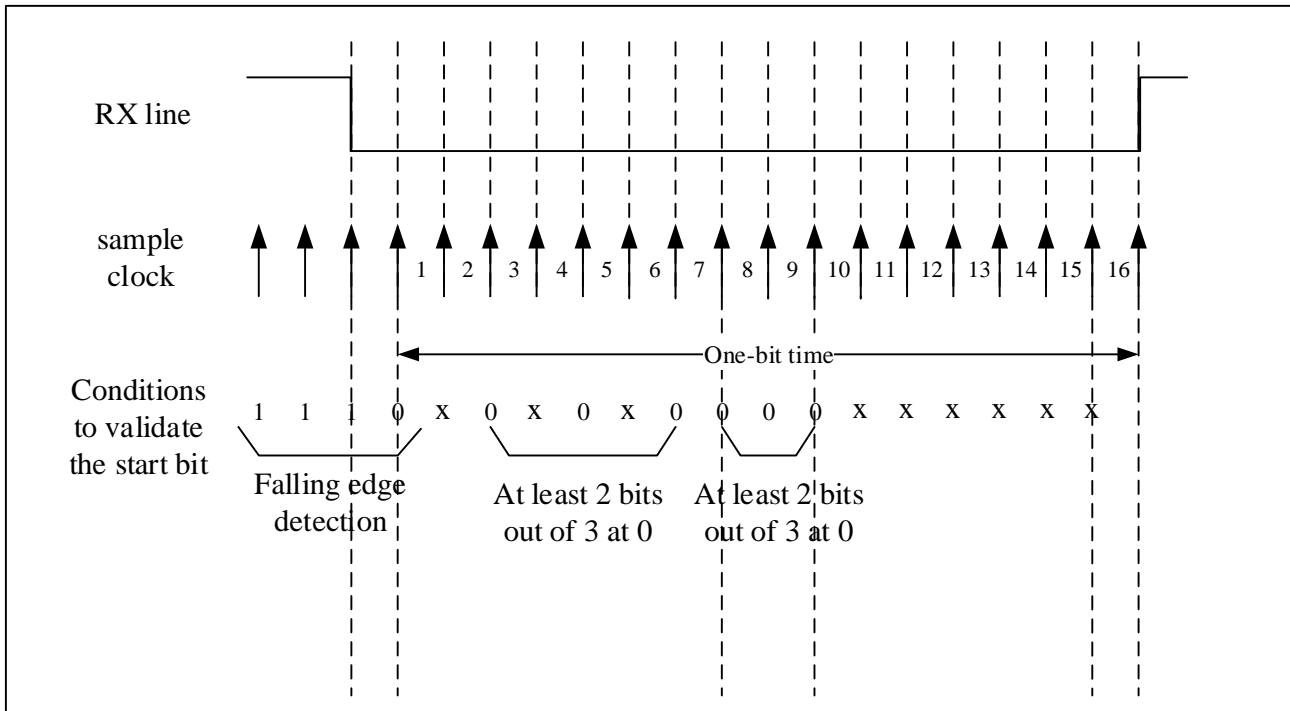 RX line
sample
clock
1 2 3 4 5 6 7 8 9 10 11 12 13 14 15 16
One-bit time
Conditions
to validate
the start bit
1 1 1 0 x 0 x 0 x 0 0 0 0 x x x x x x
Falling edge
detection
At least 2 bits
out of 3 at 0
At least 2 bits
out of 3 at 0